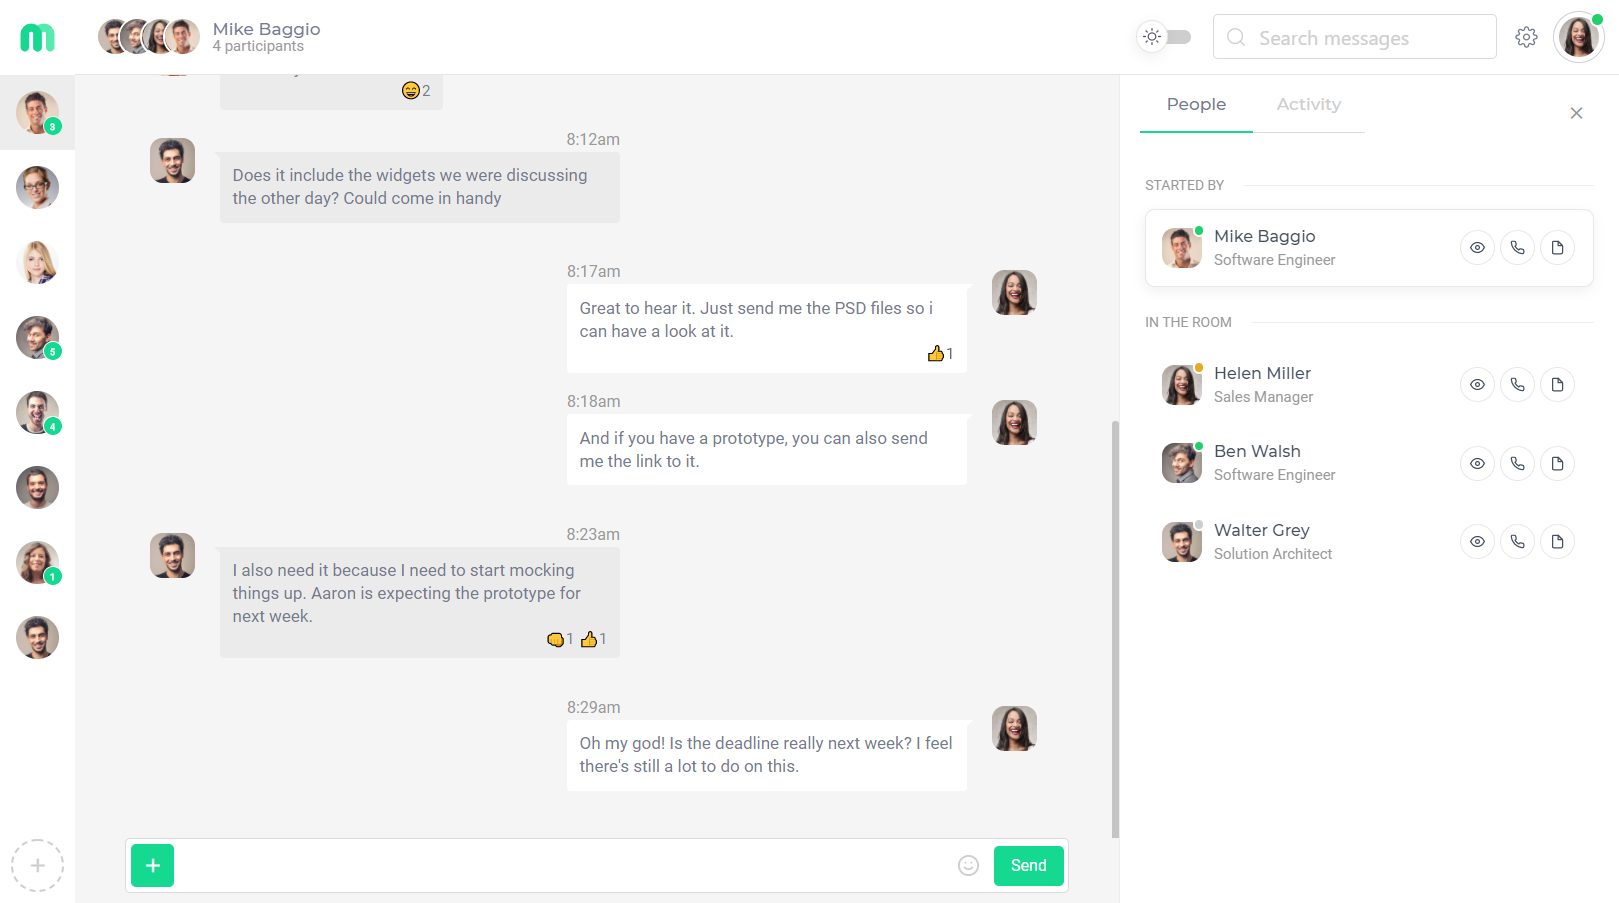 Mike Baggio
4 participants
Search messages
3
5
4
1
2
8:12am
Does it include the widgets we were discussing
the other day? Could come in handy
8:17am
Great to hear it. Just send me the PSD files so i
can have a look at it.
1
8:18am
And if you have a prototype, you can also send
me the link to it.
8:23am
I also need it because I need to start mocking
things up. Aaron is expecting the prototype for
next week.
1 1
8:29am
Oh my god! Is the deadline really next week? I feel
there's still a lot to do on this.
Send
People
Activity
STARTED BY
Mike Baggio
Software Engineer
IN THE ROOM
Helen Miller
Sales Manager
Ben Walsh
Software Engineer
Walter Grey
Solution Architect